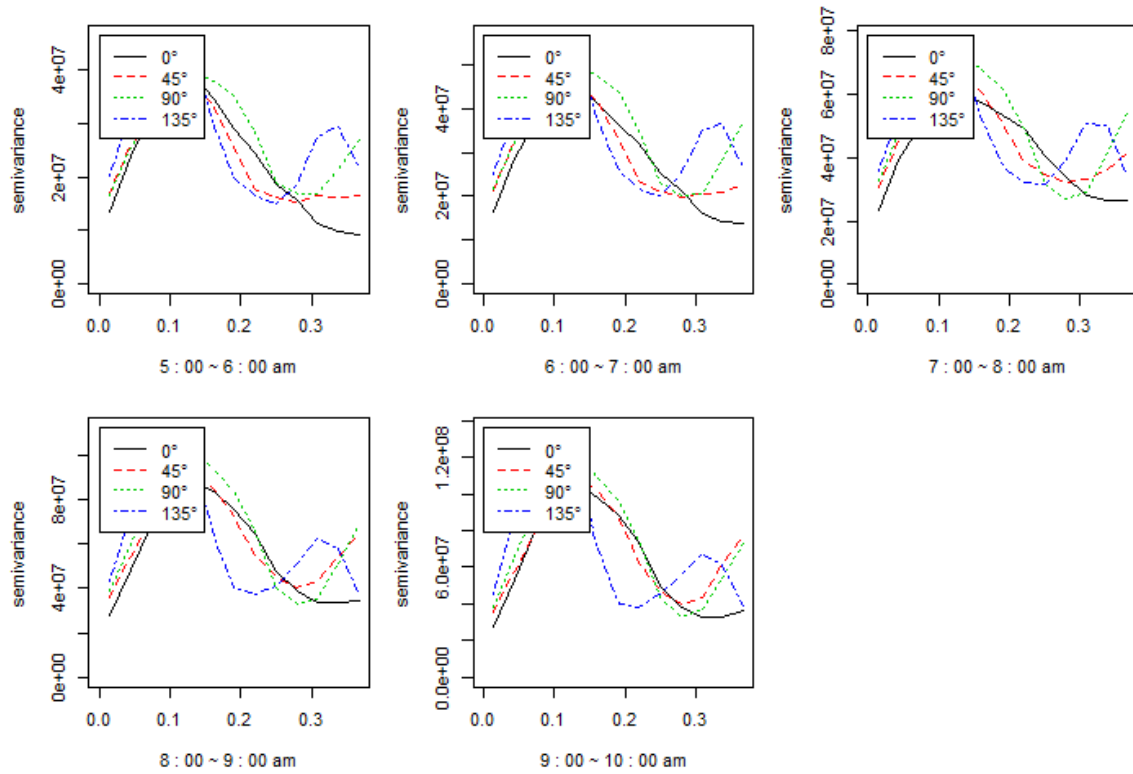 0°
45°
90°
135°
semivariance
0e+00 2e+07 4e+07
0.0 0.1 0.2 0.3
5 : 00 ~ 6 : 00 am
0°
45°
90°
135°
semivariance
0e+00 2e+07 4e+07
0.0 0.1 0.2 0.3
6 : 00 ~ 7 : 00 am
0°
45°
90°
135°
semivariance
0e+00 2e+07 4e+07 6e+07 8e+07
0.0 0.1 0.2 0.3
7 : 00 ~ 8 : 00 am
0°
45°
90°
135°
semivariance
0e+00 4e+07 8e+07
0.0 0.1 0.2 0.3
8 : 00 ~ 9 : 00 am
0°
45°
90°
135°
semivariance
0.0e+00 6.0e+07 1.2e+08
0.0 0.1 0.2 0.3
9 : 00 ~ 10 : 00 am